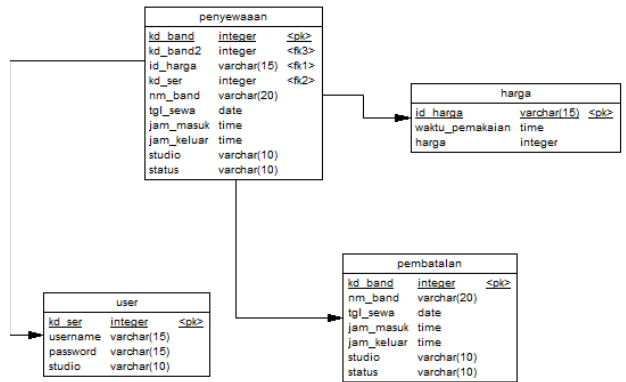 penyewaaan
kd_band integer <pk>
kd_band2 integer <fk3>
id_harga varchar(15) <fk1>
kd_ser integer <fk2>
nm_band varchar(20)
tgl_sewa date
jam_masuk time
jam_keluar time
studio varchar(10)
status varchar(10)
harga
id_harga varchar(15) <pk>
waktu_pemakaian time
harga integer
pembatalan
kd_band integer <pk>
nm_band varchar(20)
tgl_sewa date
jam_masuk time
jam_keluar time
studio varchar(10)
status varchar(10)
user
kd_ser integer <pk>
username varchar(15)
password varchar(15)
studio varchar(10)